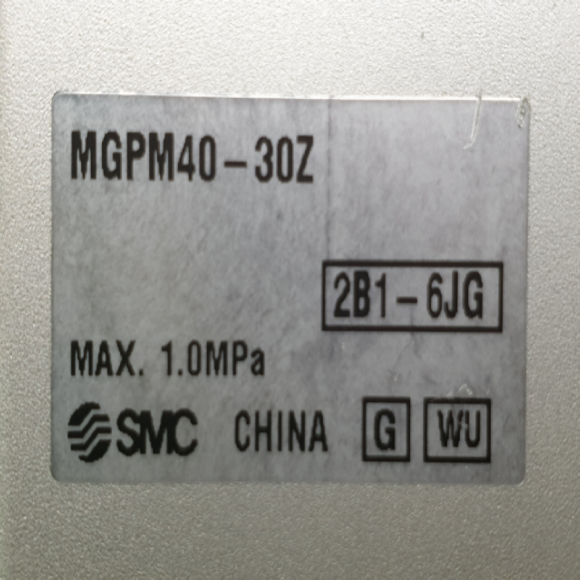 MGPM40-30Z
2B1-6JG
MAX. 1.0MPa
SMC CHINA G WU